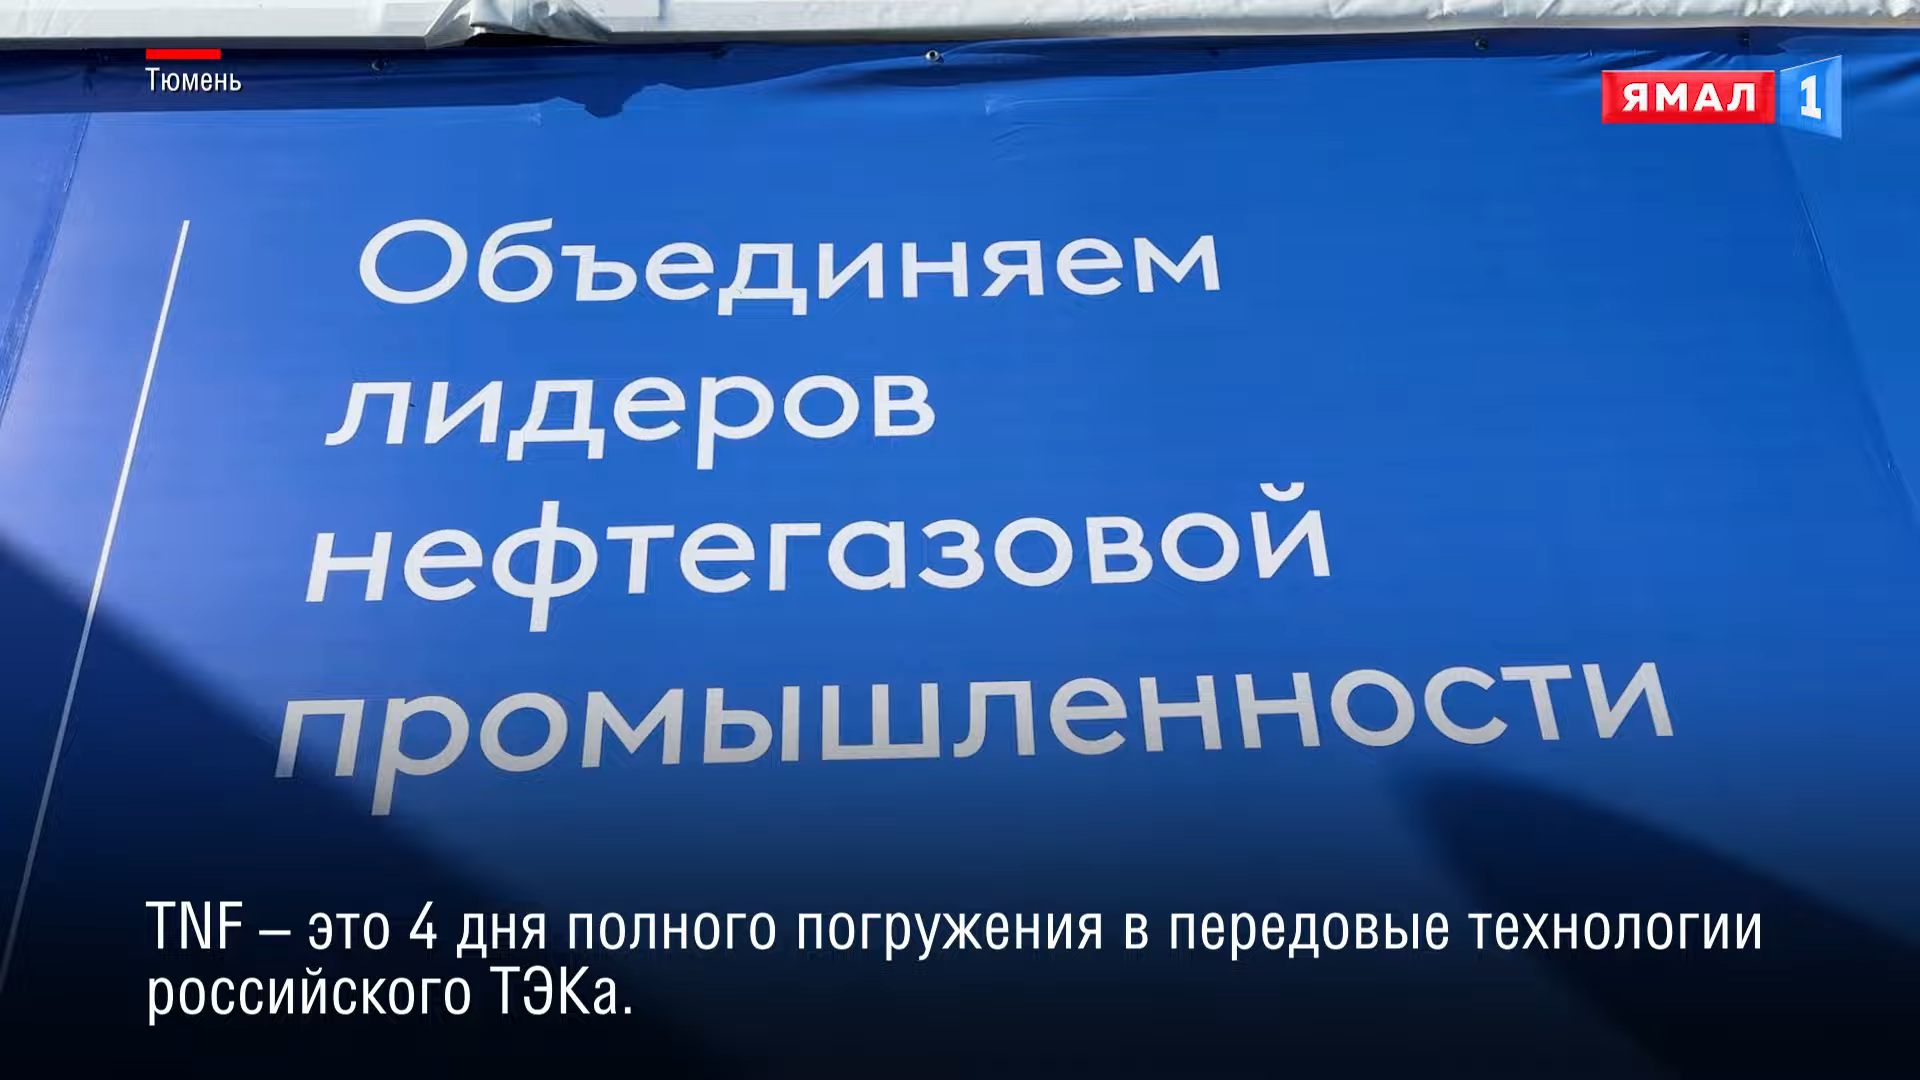 Тюмень
ЯМАЛ 1
Объединяем
лидеров
нефтегазовой
промышленности
TNF – это 4 дня полного погружения в передовые технологии
российского ТЭКа.